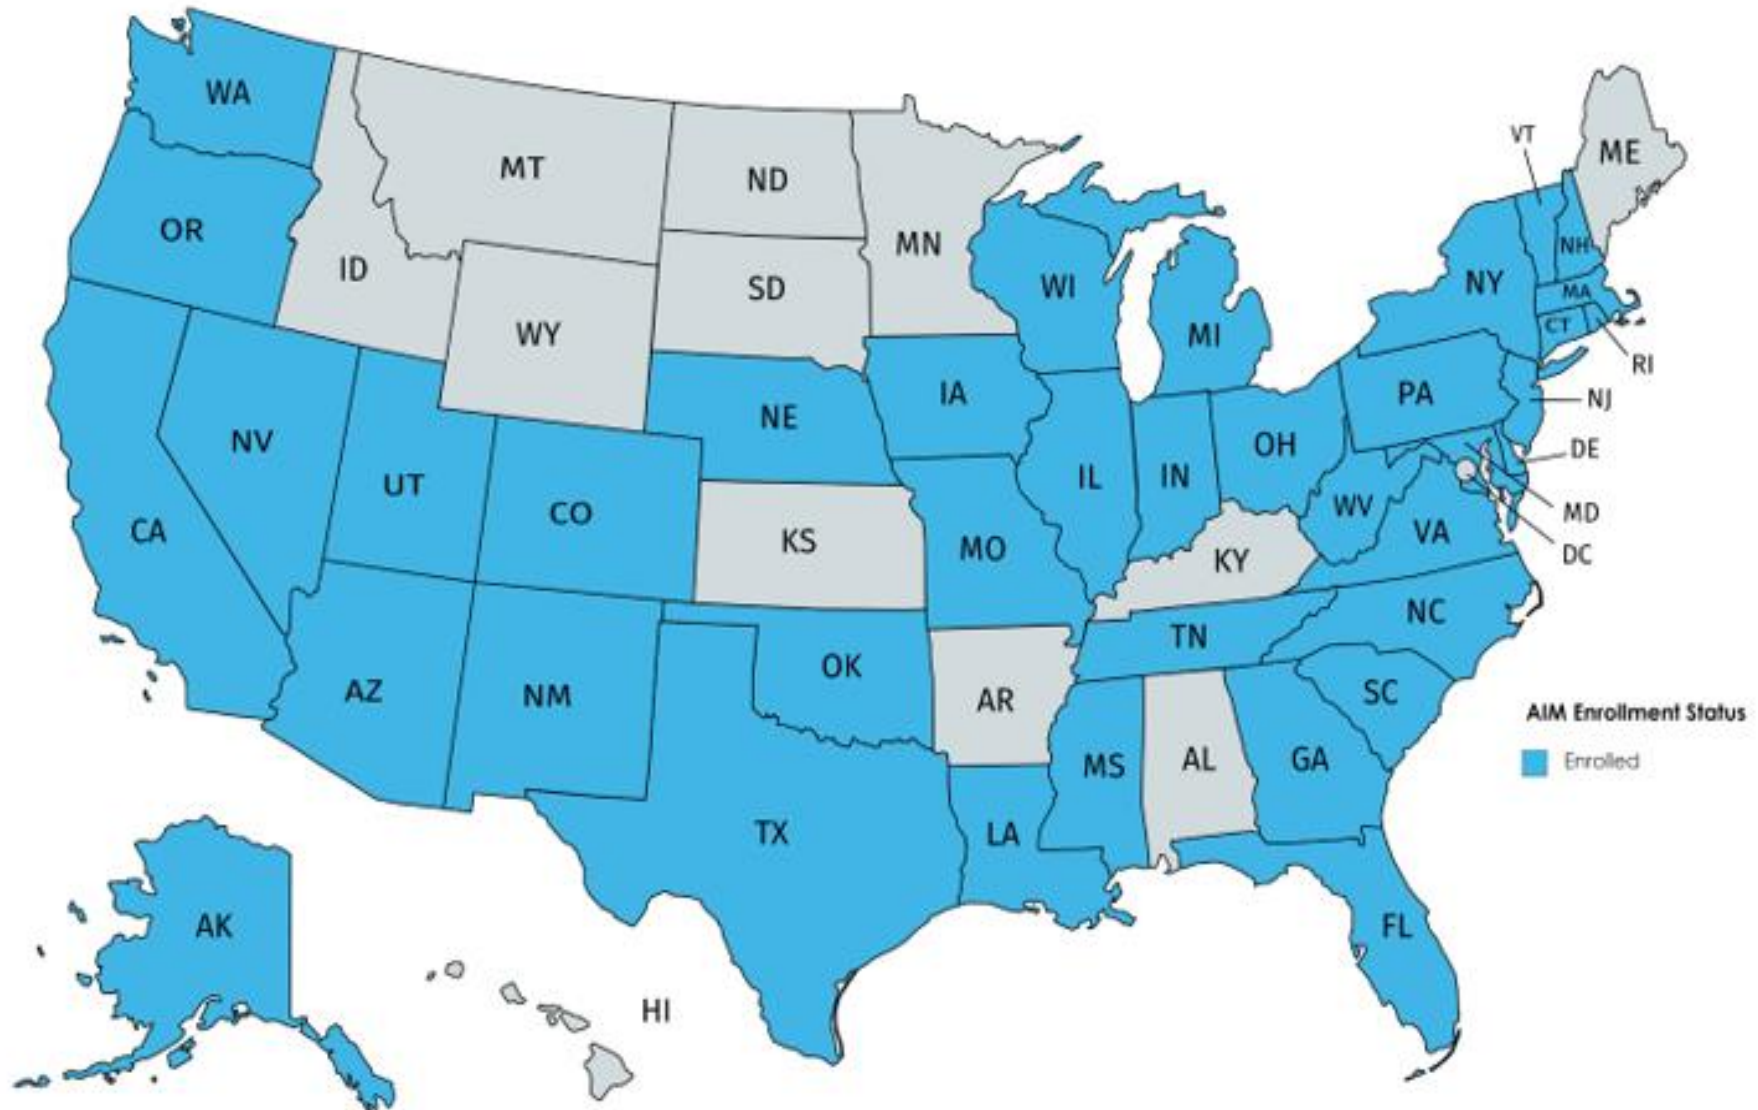 WA
MT
ND
MN
ME
VT
OR
ID
SD
WI
NY
NH
MA
CT
RI
WY
MI
IA
NE
PA
NJ
NV
UT
CO
IL
IN
OH
DE
CA
KS
MO
WV
VA
MD
DC
KY
NC
TN
AZ
NM
OK
AR
SC
MS
AL
GA
AIM Enrollment Status
Enrolled
TX
LA
AK
FL
HI